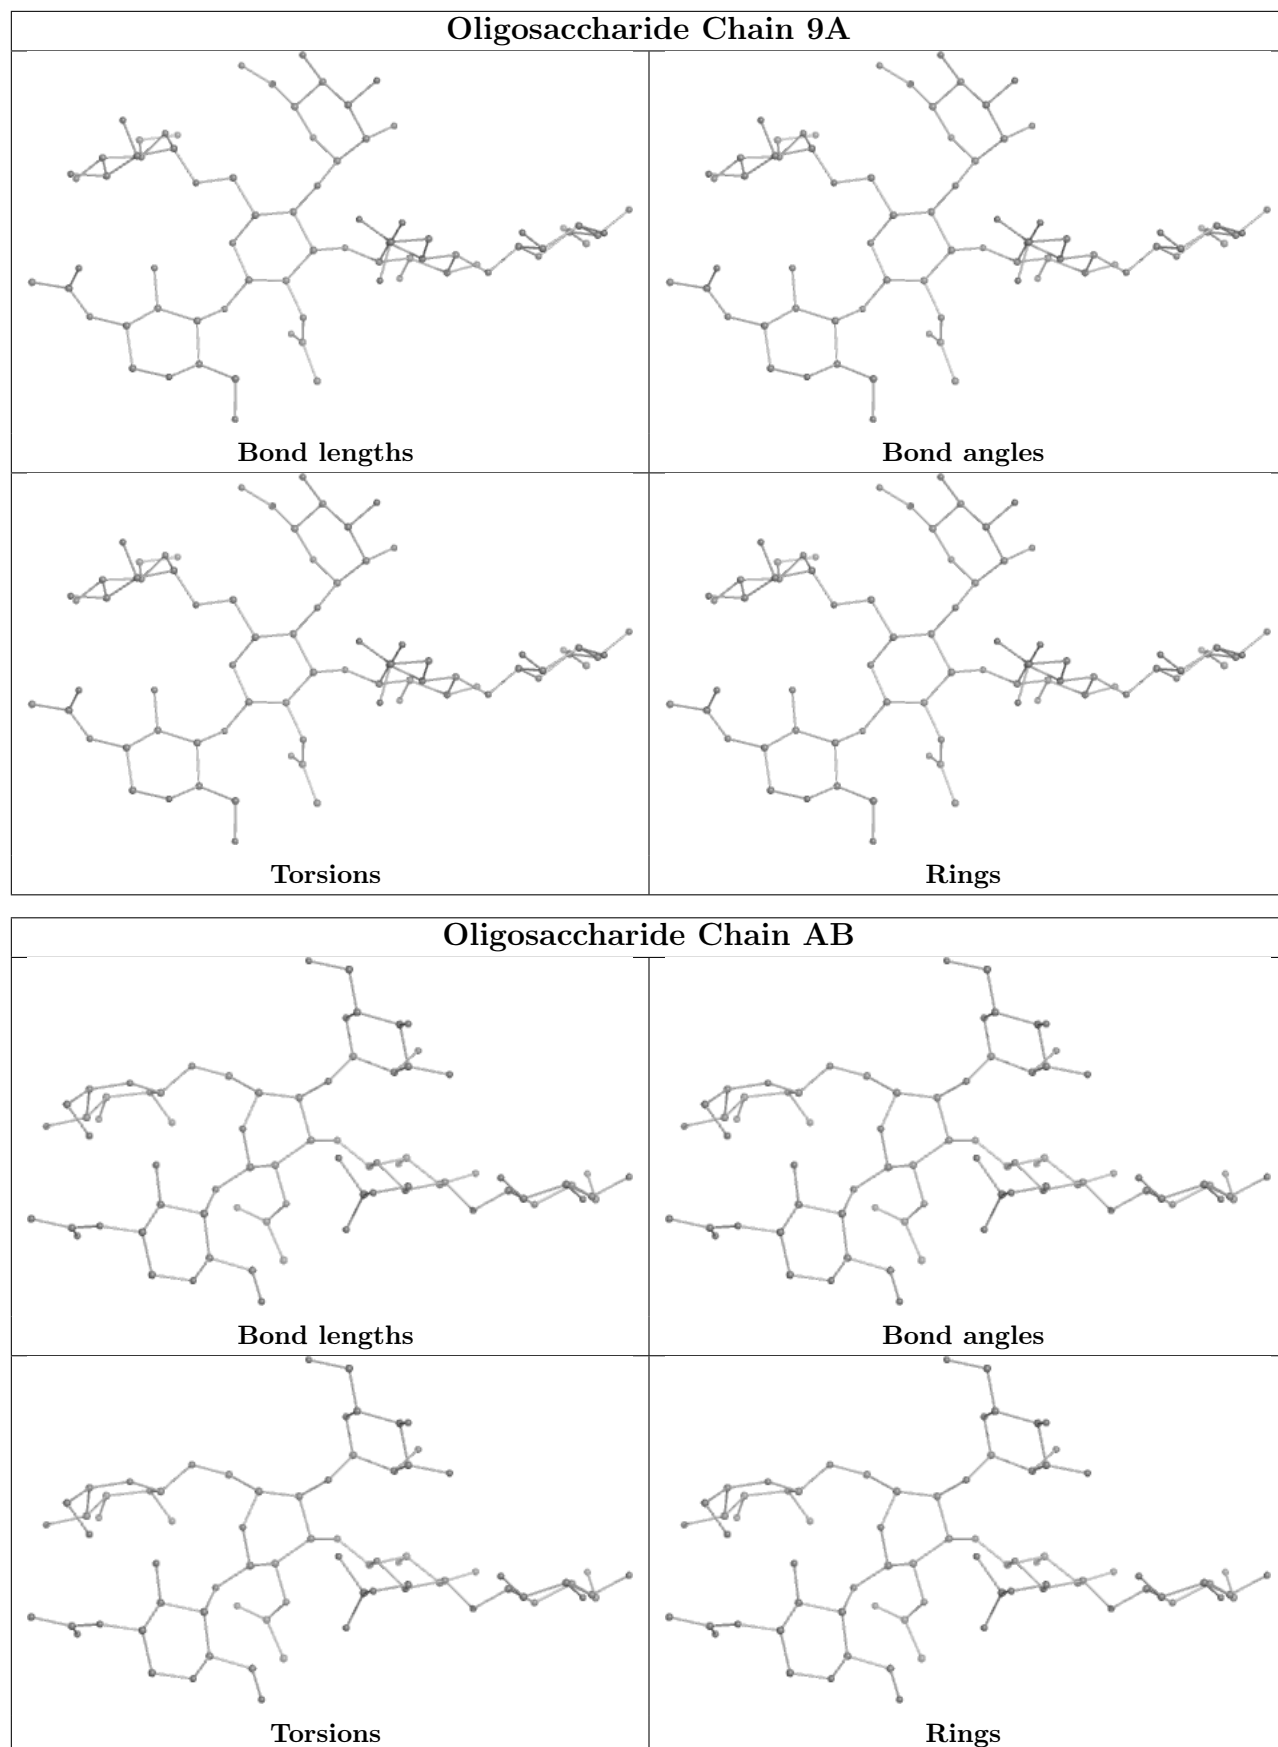 Oligosaccharide Chain 9A
Bond lengths
Bond angles
Torsions
Rings
Oligosaccharide Chain AB
Bond lengths
Bond angles
Torsions
Rings